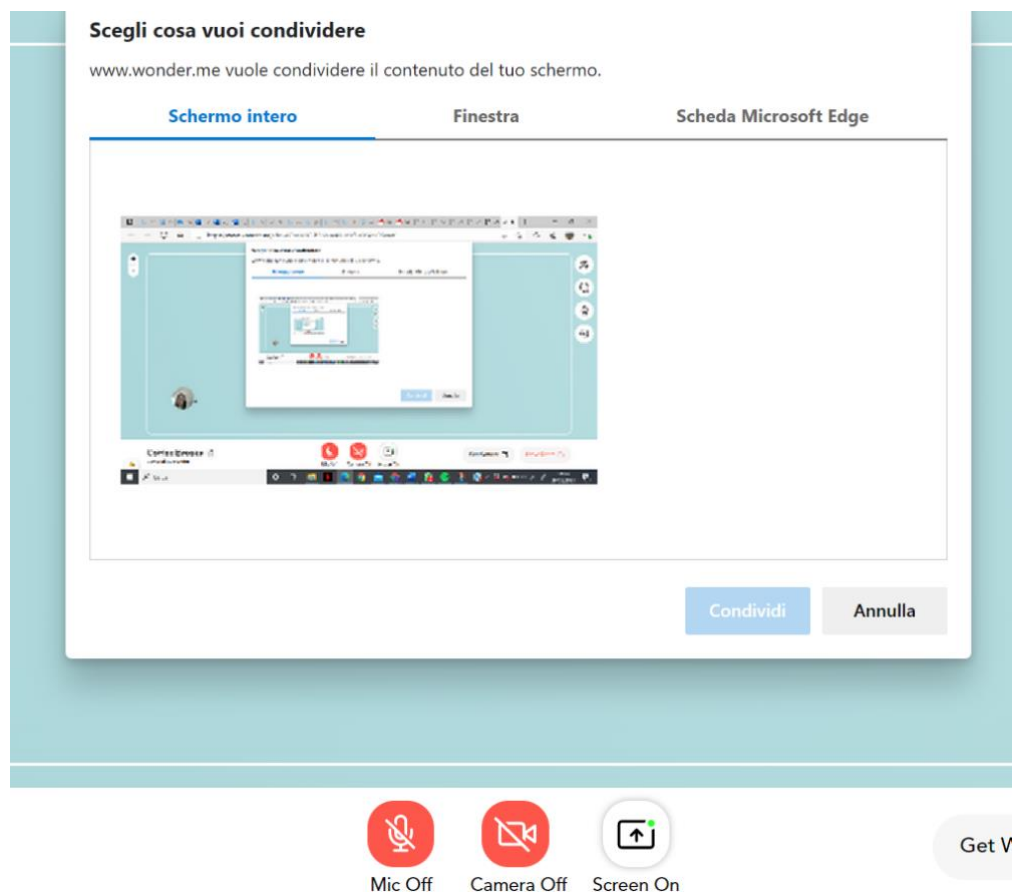 Scegli cosa vuoi condividere
www.wonder.me vuole condividere il contenuto del tuo schermo.
Schermo intero Finestra Scheda Microsoft Edge
Condividi Annulla
Mic Off Camera Off Screen On
Get W